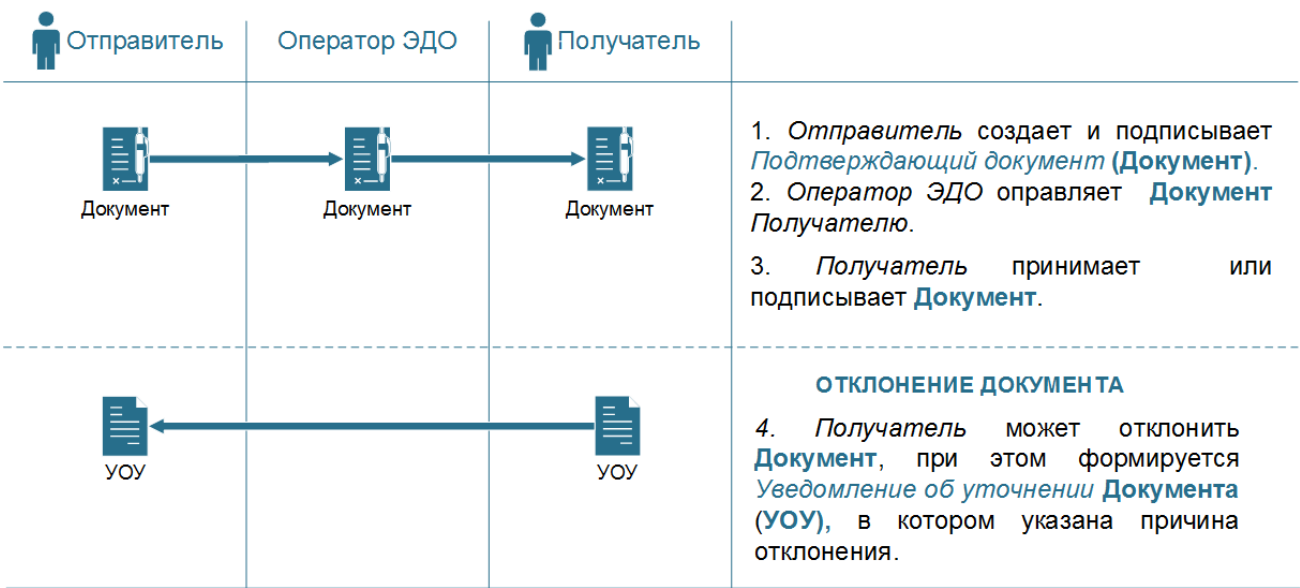 Отправитель
Оператор ЭДО
Получатель
Документ
Документ
Документ
1. Отправитель создает и подписывает
Подтверждающий документ (Документ).
2. Оператор ЭДО оправляет Документ
Получателю.
3. Получатель принимает или
подписывает Документ.
УОУ
УОУ
ОТКЛОНЕНИЕ ДОКУМЕНТА
4. Получатель может отклонить
Документ, при этом формируется
Уведомление об уточнении Документа
(УОУ), в котором указана причина
отклонения.